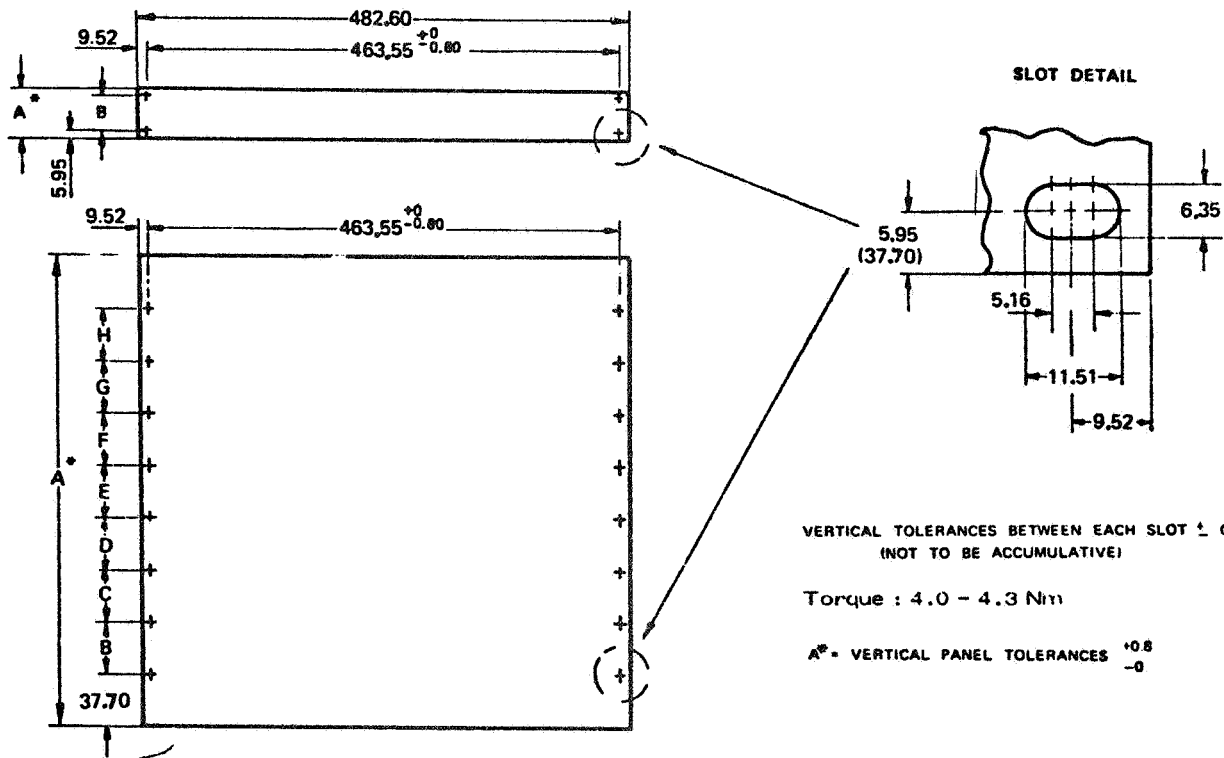 482.60
9.52
463.55 +0 -0.80
A* B
5.95
9.52
463.55 +0 -0.80
H
G
F
A*
E
D
C
B
37.70
SLOT DETAIL
5.95
(37.70)
6.35
5.16
11.51
9.52
VERTICAL TOLERANCES BETWEEN EACH SLOT ±
(NOT TO BE ACCUMULATIVE)
Torque : 4.0 - 4.3 Nm
A* = VERTICAL PANEL TOLERANCES +0.8 -0